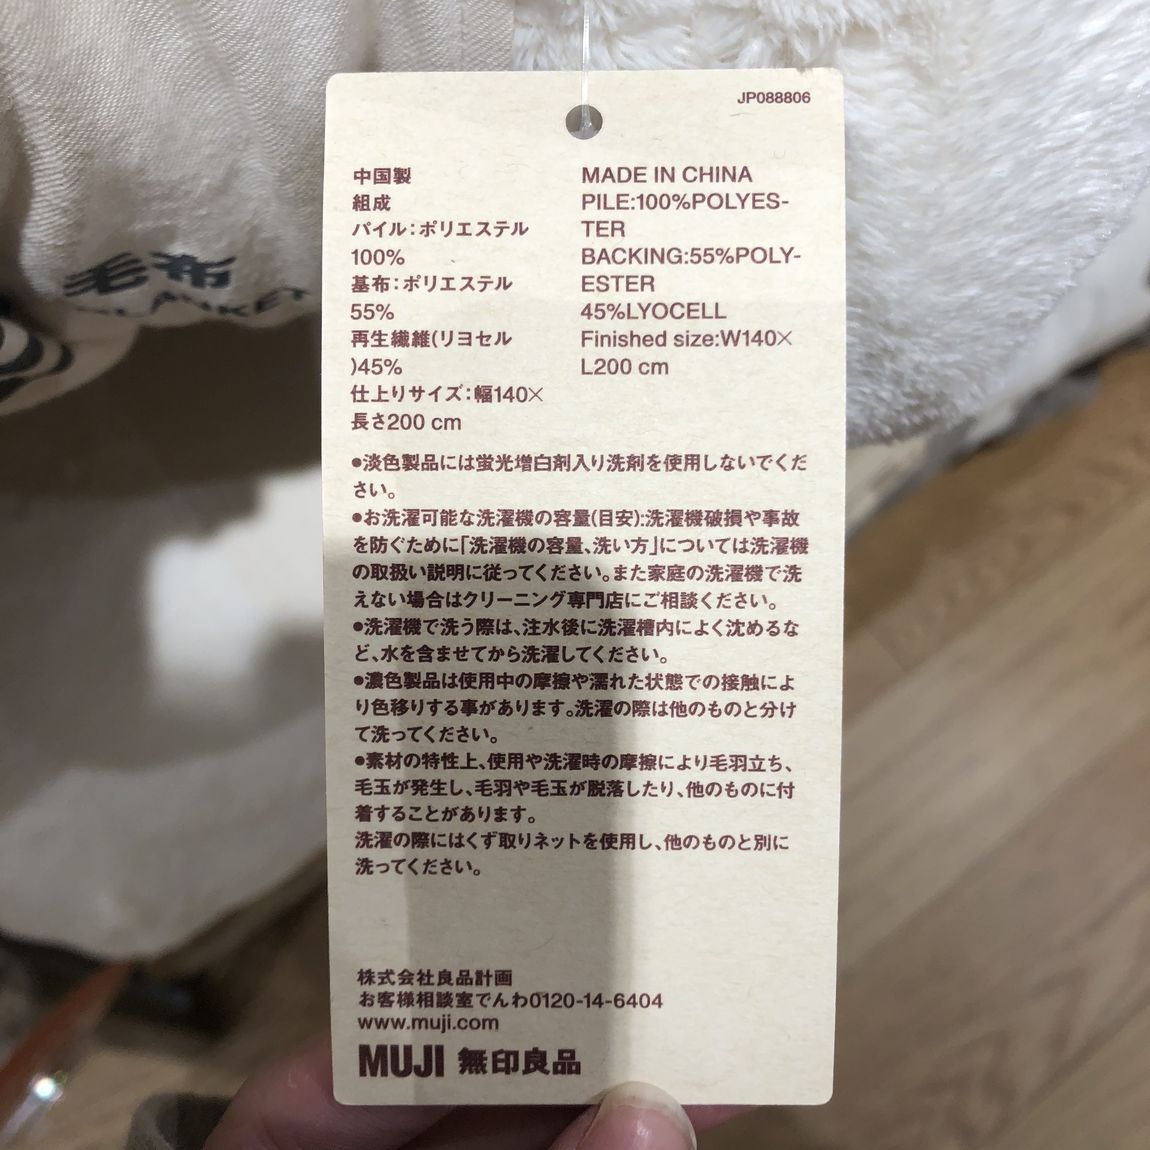 JP088806
中国製
組成
パイル:ポリエステル
100%
基布:ポリエステル
55%
再生繊維(リヨセル
)45%
仕上りサイズ:幅140×
長さ200 cm
MADE IN CHINA
PILE:100%POLYES-
TER
BACKING:55%POLY-
ESTER
45%LYOCELL
Finished size:W140×
L200 cm
●淡色製品には蛍光増白剤入り洗剤を使用しないでくだ
さい。
●お洗濯可能な洗濯機の容量(目安):洗濯機破損や事故
を防ぐために「洗濯機の容量、洗い方」については洗濯機
の取扱い説明に従ってください。また家庭の洗濯機で洗
えない場合はクリーニング専門店にご相談ください。
●洗濯機で洗う際は、注水後に洗濯槽内によく沈めるな
ど、水を含ませてから洗濯してください。
●濃色製品は使用中の摩擦や濡れた状態での接触によ
り色移りする事があります。洗濯の際は他のものと分け
て洗ってください。
●素材の特性上、使用や洗濯時の摩擦により毛羽立ち、
毛玉が発生し、毛羽や毛玉が脱落したり、他のものに付
着することがあります。
洗濯の際にはくず取りネットを使用し、他のものと別に
洗ってください。
株式会社良品計画
お客様相談室でんわ0120-14-6404
www.muji.com
MUJI 無印良品
毛布
BLANKET